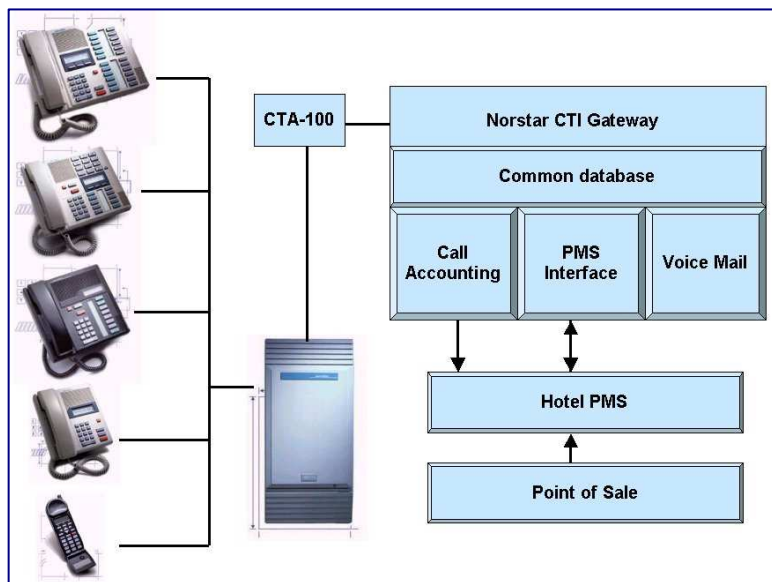 CTA-100
Norstar CTI Gateway
Common database
Call
Accounting
PMS
Interface
Voice Mail
Hotel PMS
Point of Sale